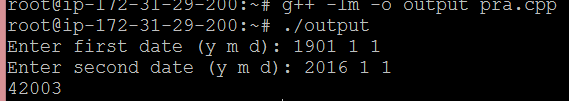 root@ip-172-31-29-200:~# g++ -lm -o output pra.cpp
root@ip-172-31-29-200:~# ./output
Enter first date (y m d): 1901 1 1
Enter second date (y m d): 2016 1 1
42003